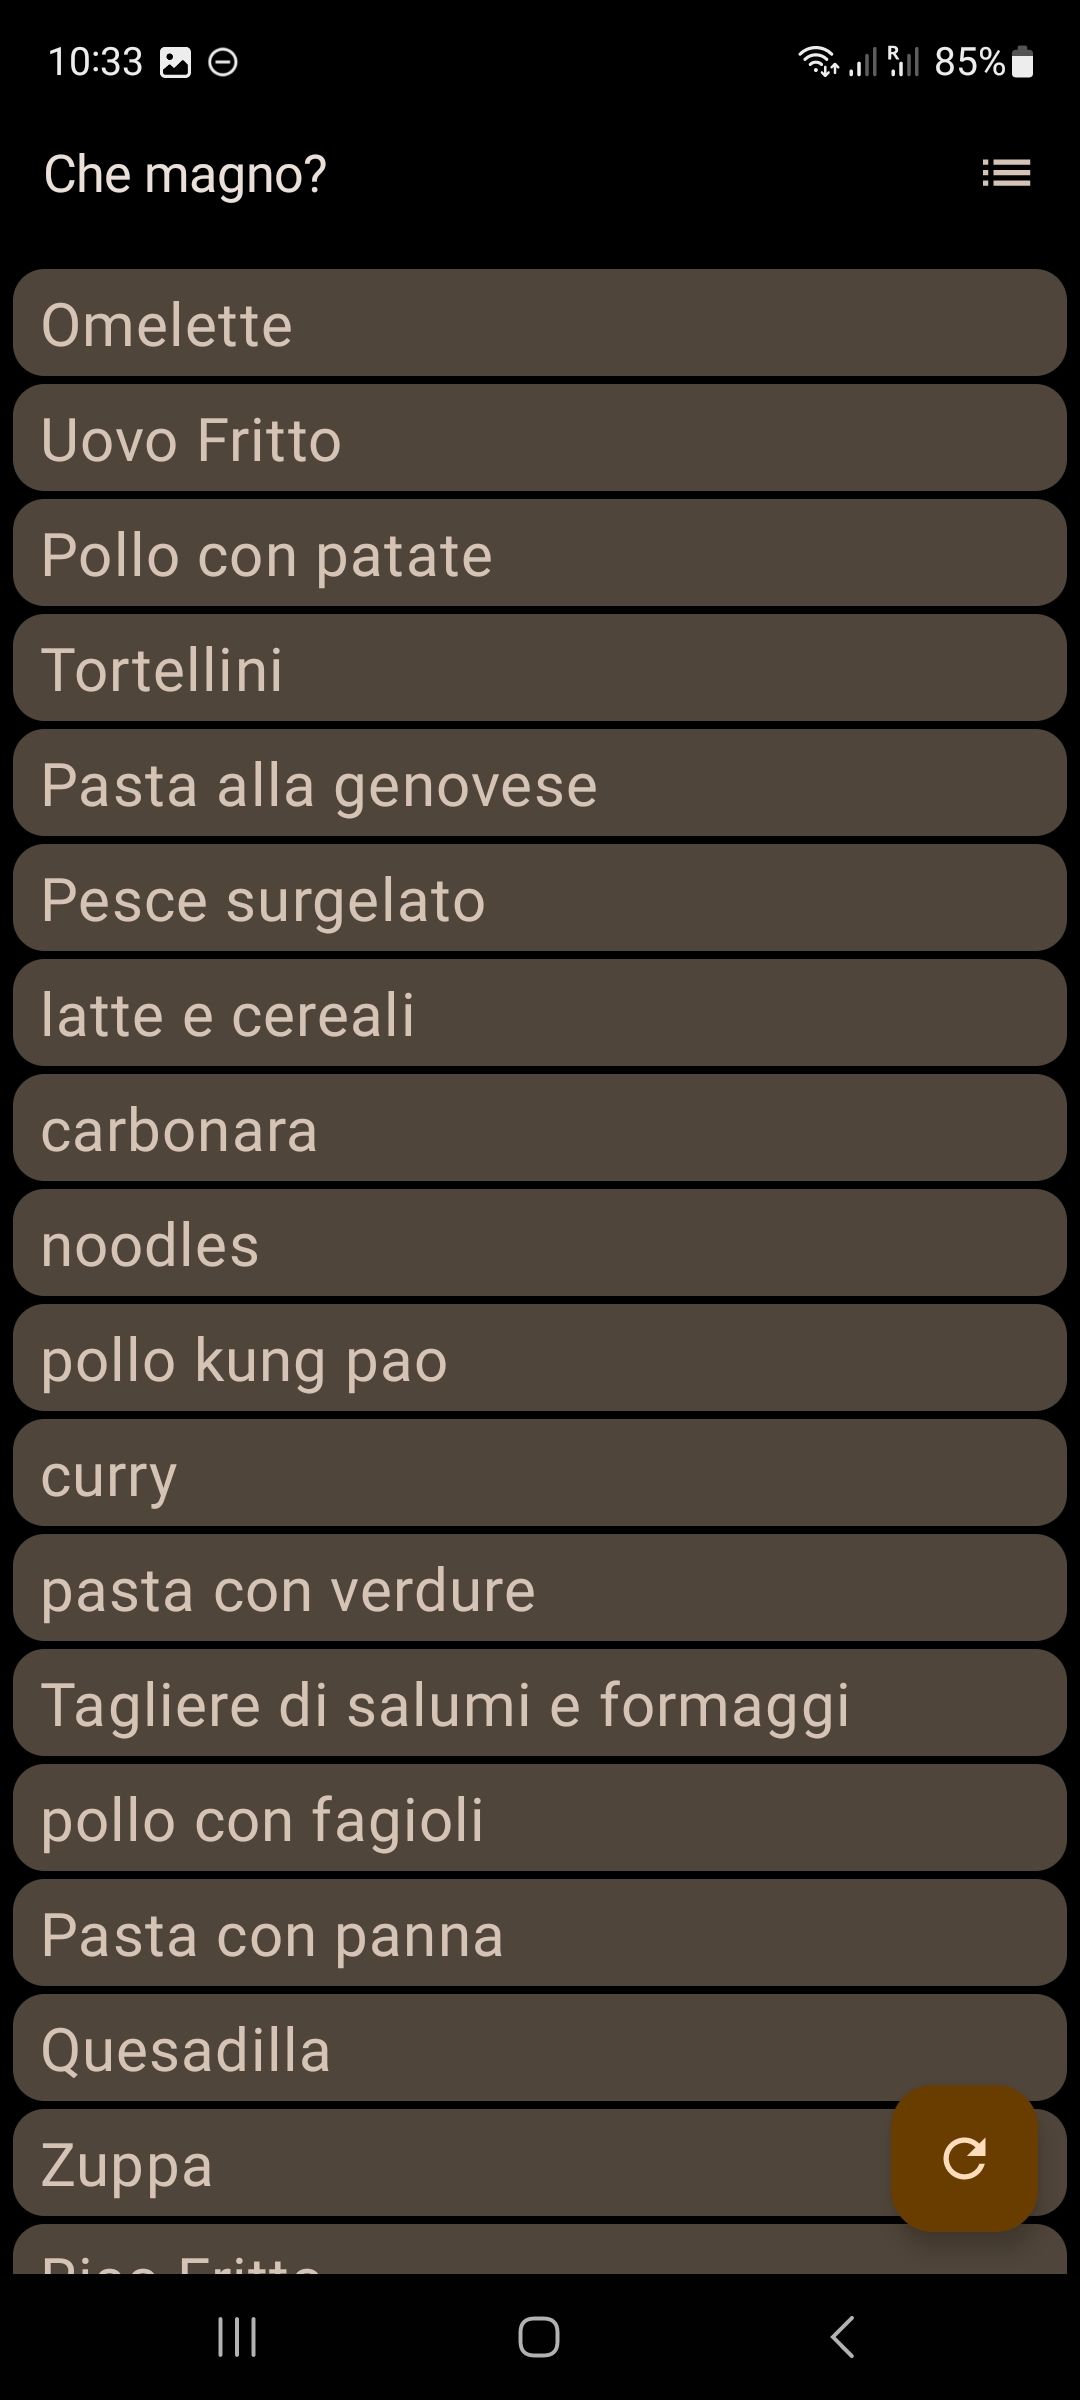 10:33
R
85%
Che magno?
Omelette
Uovo Fritto
Pollo con patate
Tortellini
Pasta alla genovese
Pesce surgelato
latte e cereali
carbonara
noodles
pollo kung pao
curry
pasta con verdure
Tagliere di salumi e formaggi
pollo con fagioli
Pasta con panna
Quesadilla
Zuppa